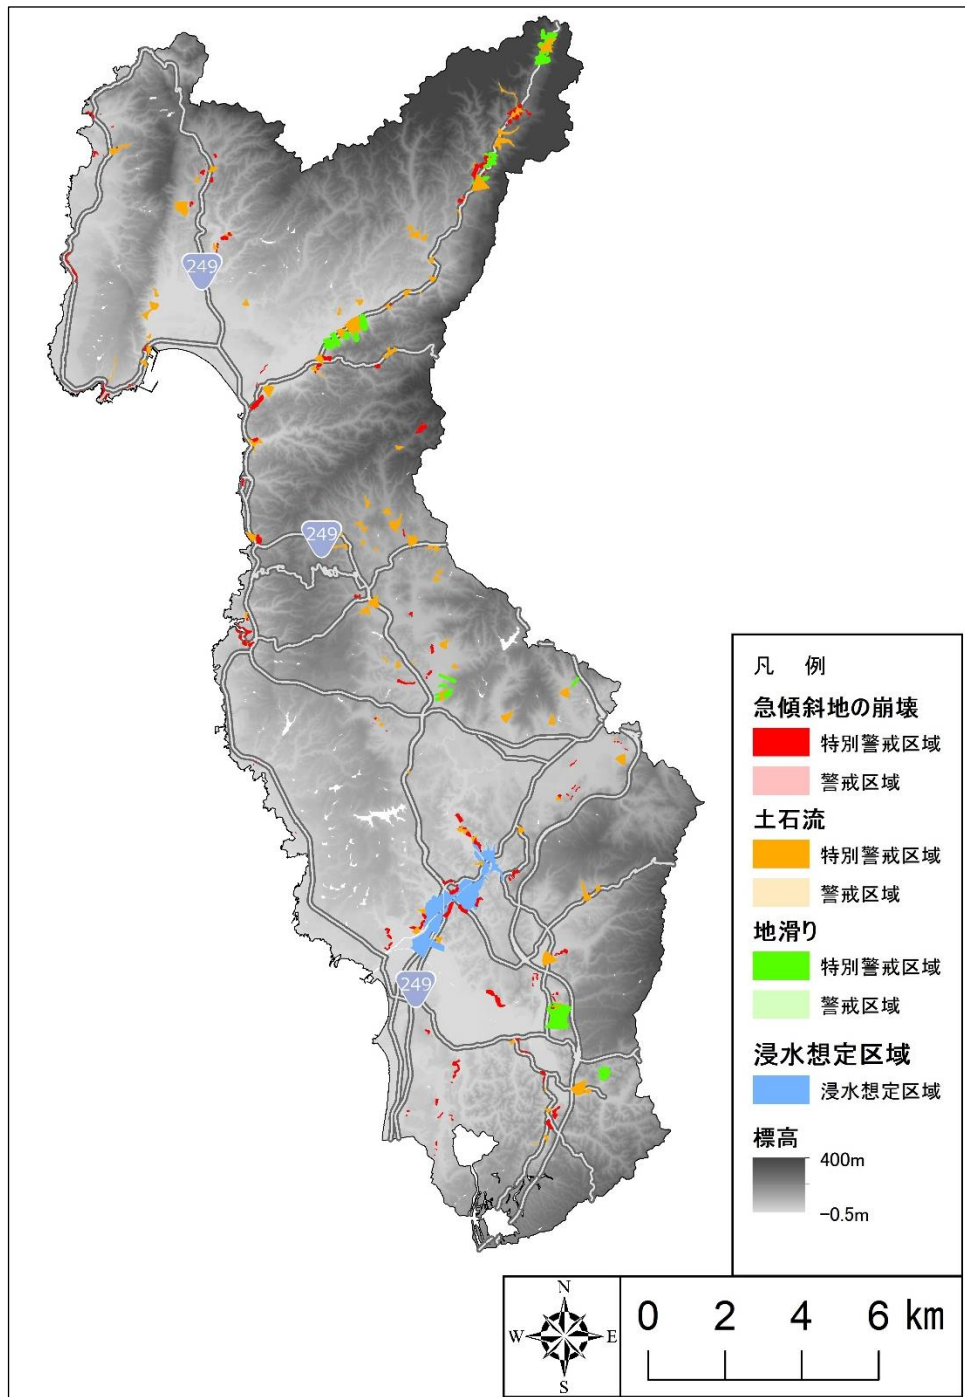 249
249
249
凡 例
急傾斜地の崩壊
特別警戒区域
警戒区域
土石流
特別警戒区域
警戒区域
地滑り
特別警戒区域
警戒区域
浸水想定区域
浸水想定区域
標高
400m
-0.5m
N
W E
S
0 2 4 6 km